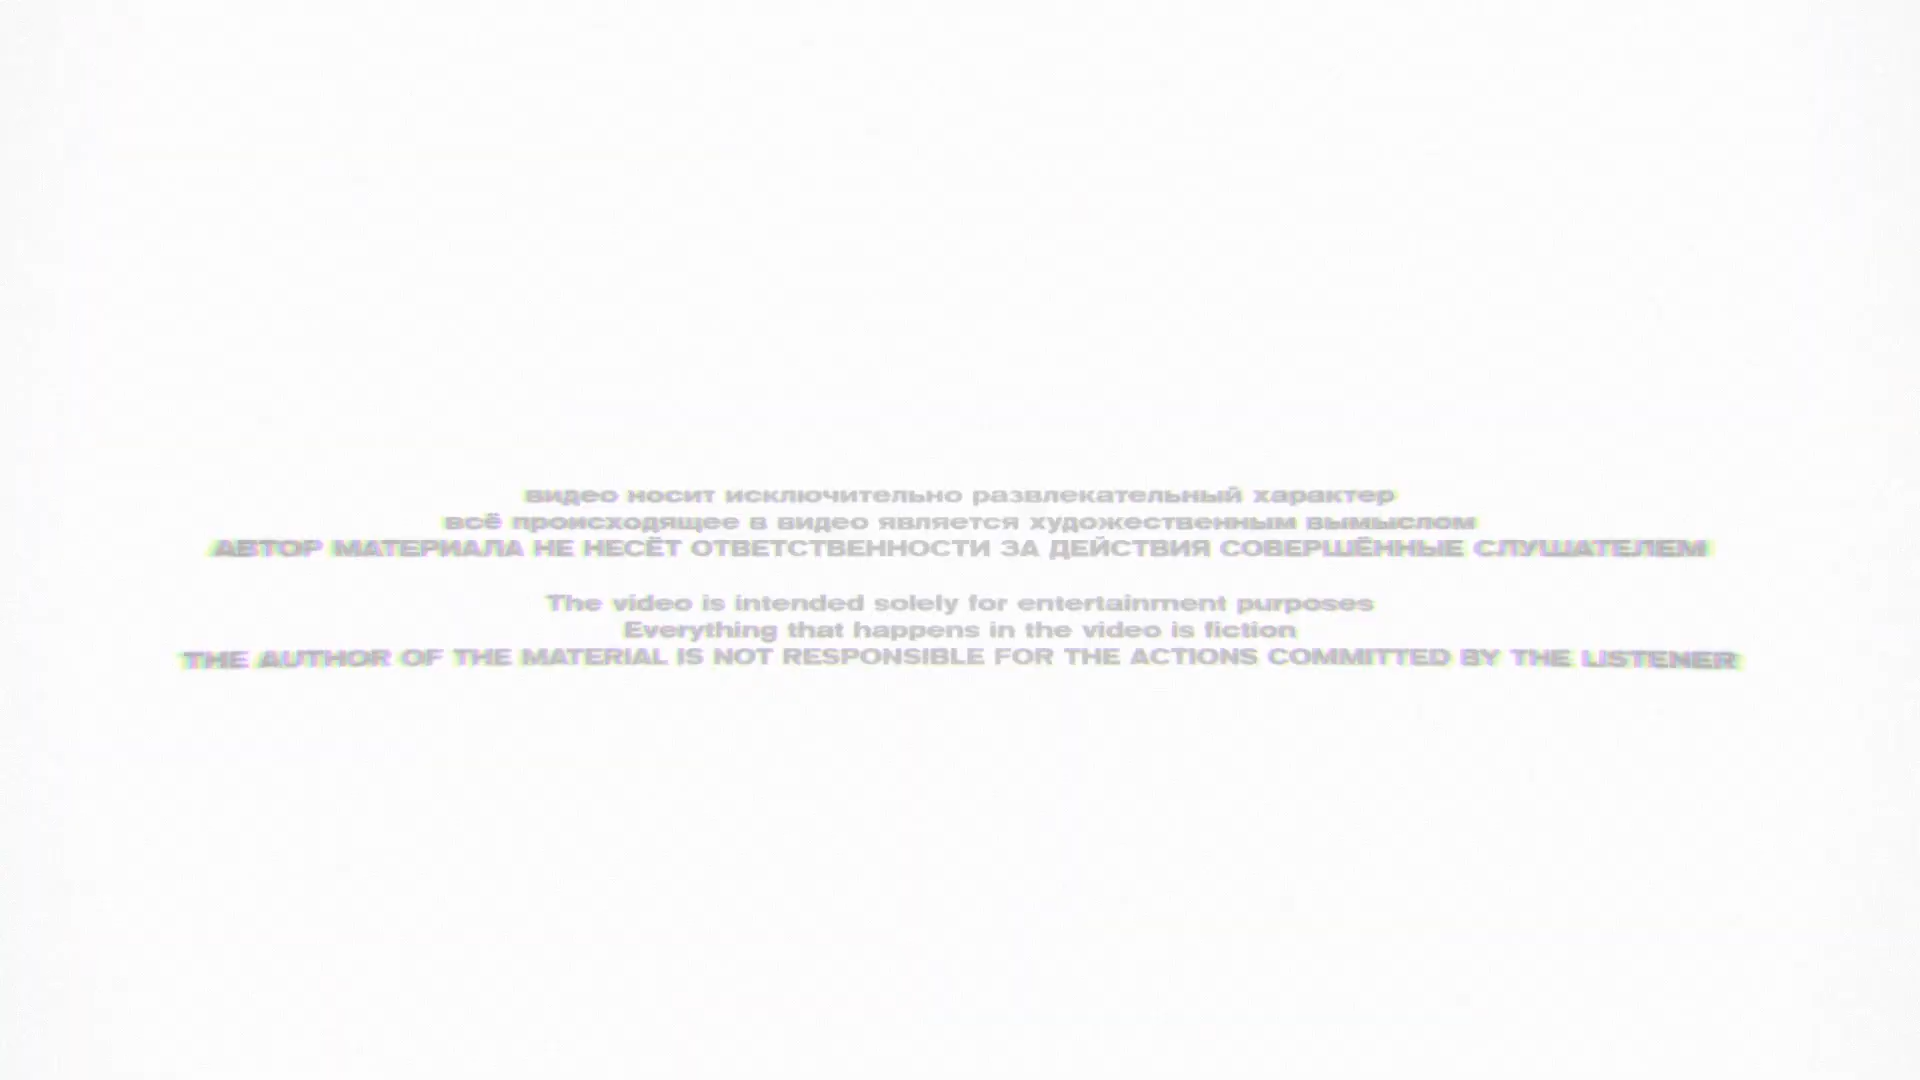 видео носит исключительно развлекательный характер
всё происходящее в видео является художественным вымыслом
АВТОР МАТЕРИАЛА НЕ НЕСЁТ ОТВЕТСТВЕННОСТИ ЗА ДЕЙСТВИЯ СОВЕРШЁННЫЕ СЛУШАТЕЛЕМ
The video is intended solely for entertainment purposes
Everything that happens in the video is fiction
THE AUTHOR OF THE MATERIAL IS NOT RESPONSIBLE FOR THE ACTIONS COMMITTED BY THE LISTENER